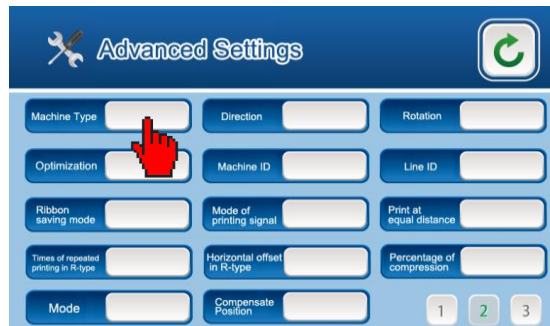 Advanced Settings
Machine Type
Direction
Rotation
Optimization
Machine ID
Line ID
Ribbon
saving mode
Mode of
printing signal
Print at
equal distance
Times of repeated
printing in R-type
Horizontal offset
in R-type
Percentage of
compression
Mode
Compensate
Position
1 2 3